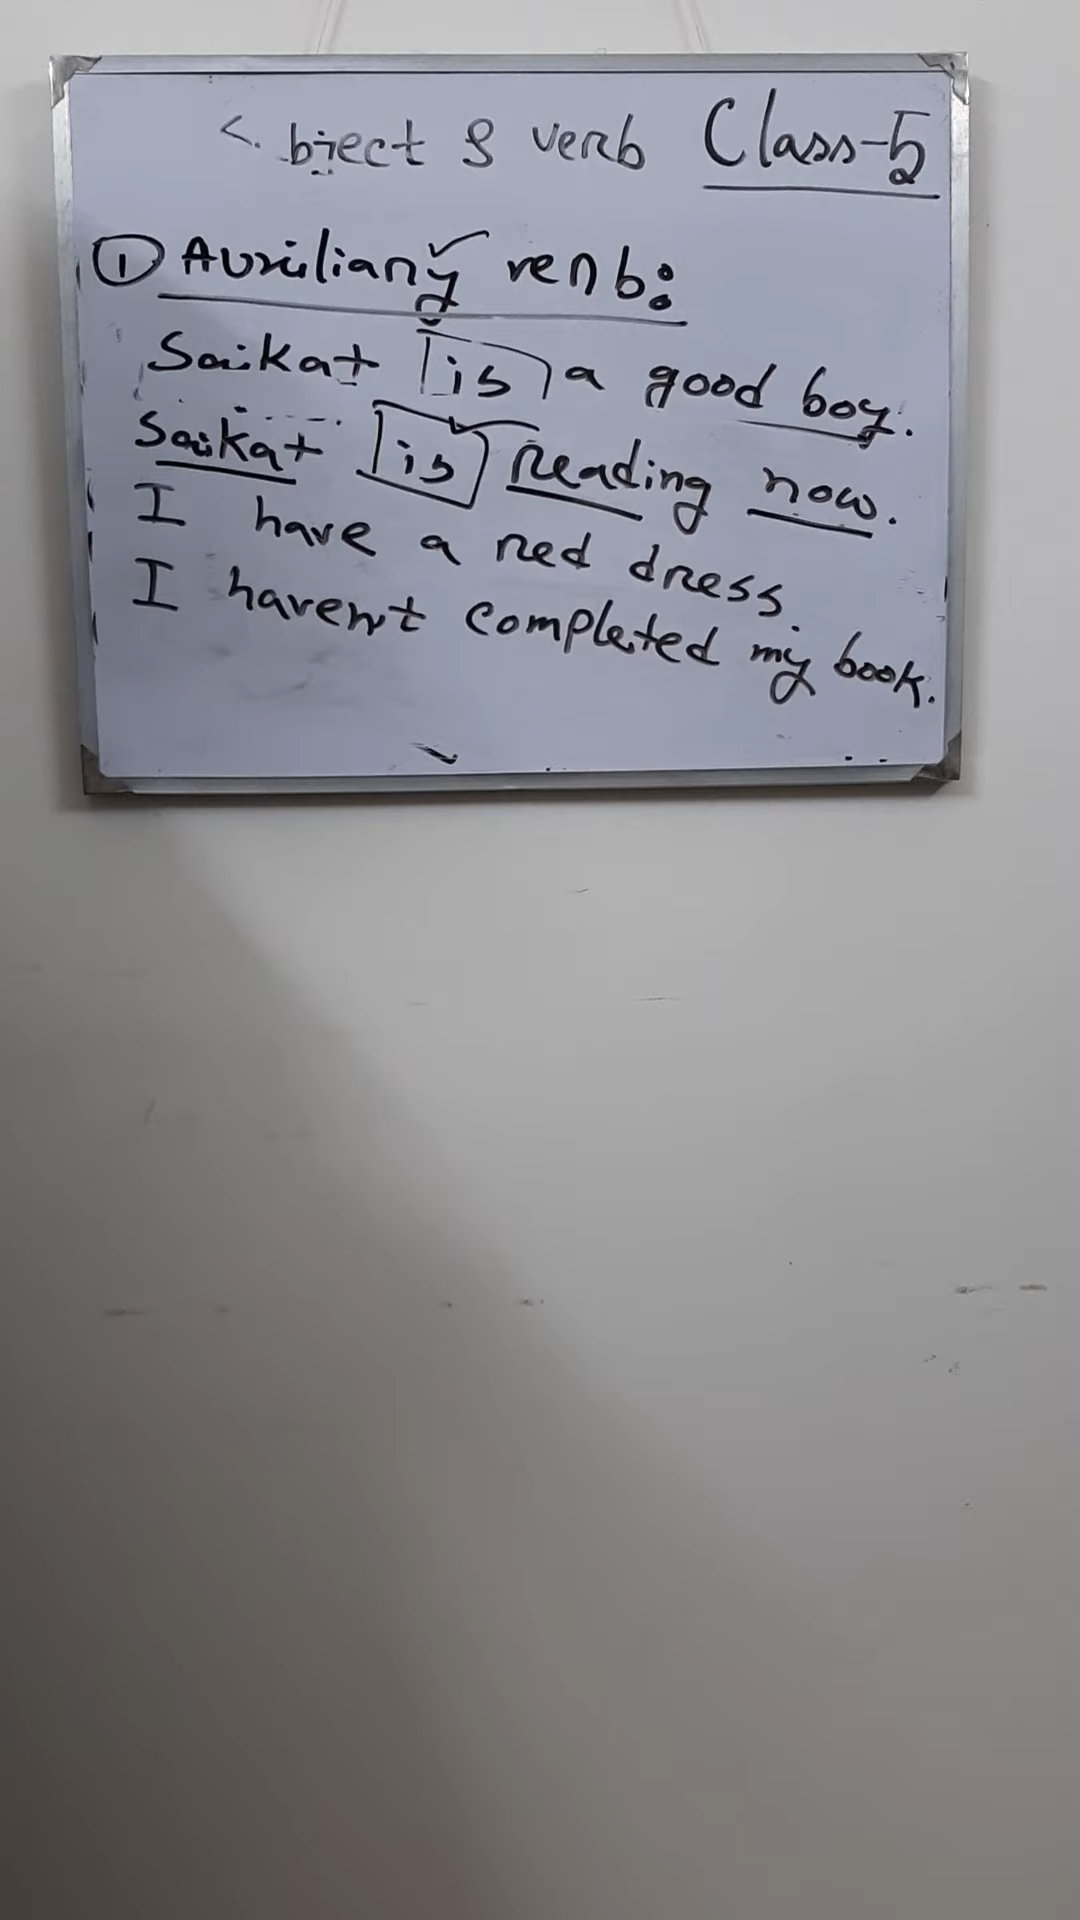 bject & verb Class-5
① Auxiliary verb:
Saikat is a good boy.
Saikat is reading now.
I have a red dress.
I haven't completed my book.